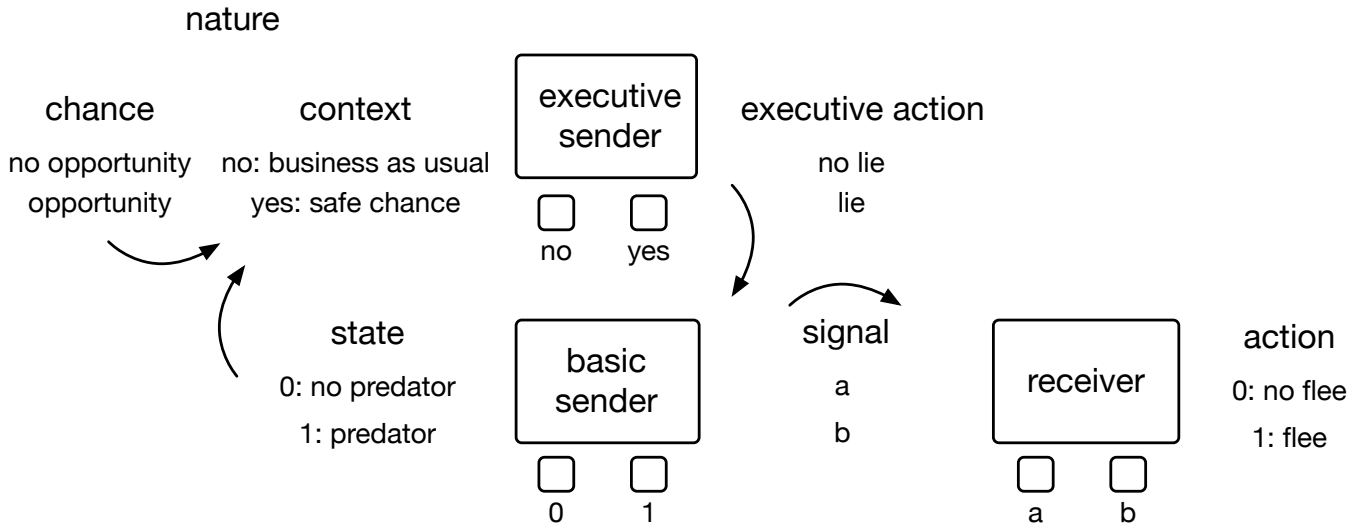 nature
chance
no opportunity
opportunity
context
no: business as usual
yes: safe chance
executive
sender
no yes
executive action
no lie
lie
state
0: no predator
1: predator
basic
sender
0 1
signal
a
b
receiver
a b
action
0: no flee
1: flee